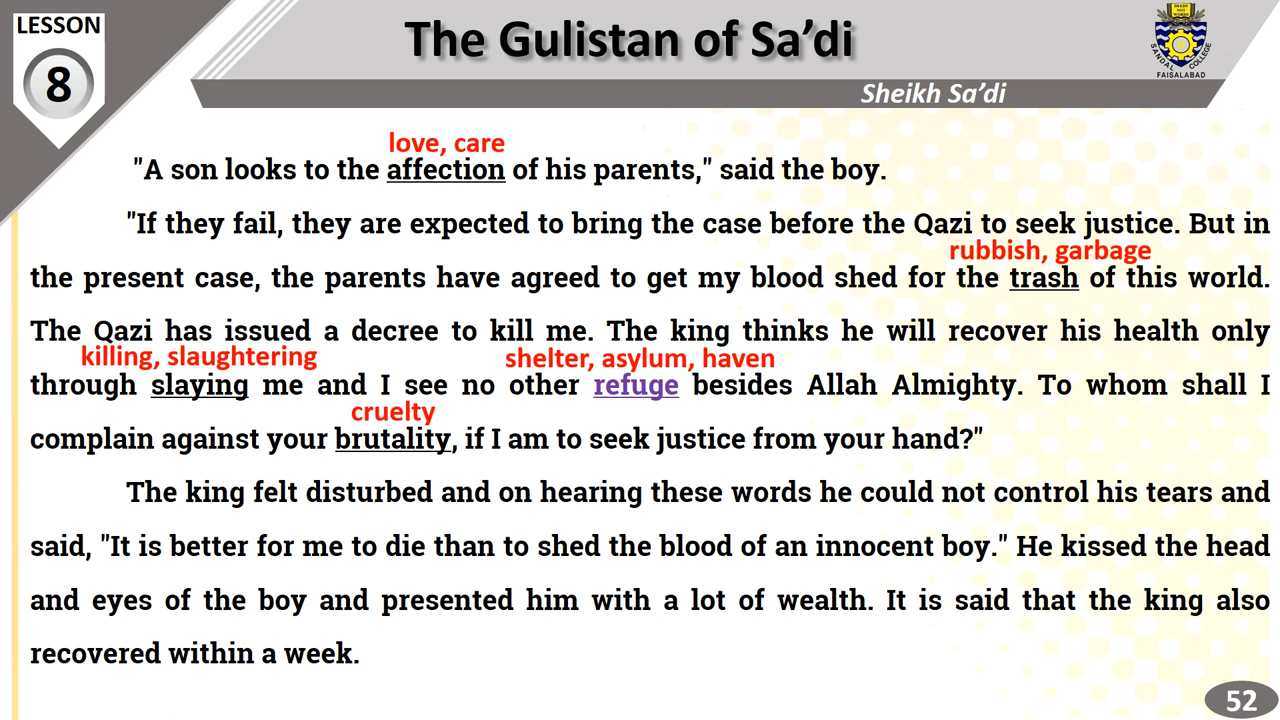 LESSON
8
The Gulistan of Sa’di
DEEDS NOT WORDS
SANDAL COLLEGE
FAISALABAD
Sheikh Sa’di
love, care
"A son looks to the affection of his parents," said the boy.
"If they fail, they are expected to bring the case before the Qazi to seek justice. But in
rubbish, garbage
the present case, the parents have agreed to get my blood shed for the trash of this world.
The Qazi has issued a decree to kill me. The king thinks he will recover his health only
killing, slaughtering shelter, asylum, haven
through slaying me and I see no other refuge besides Allah Almighty. To whom shall I
cruelty
complain against your brutality, if I am to seek justice from your hand?"
The king felt disturbed and on hearing these words he could not control his tears and
said, "It is better for me to die than to shed the blood of an innocent boy." He kissed the head
and eyes of the boy and presented him with a lot of wealth. It is said that the king also
recovered within a week.
52